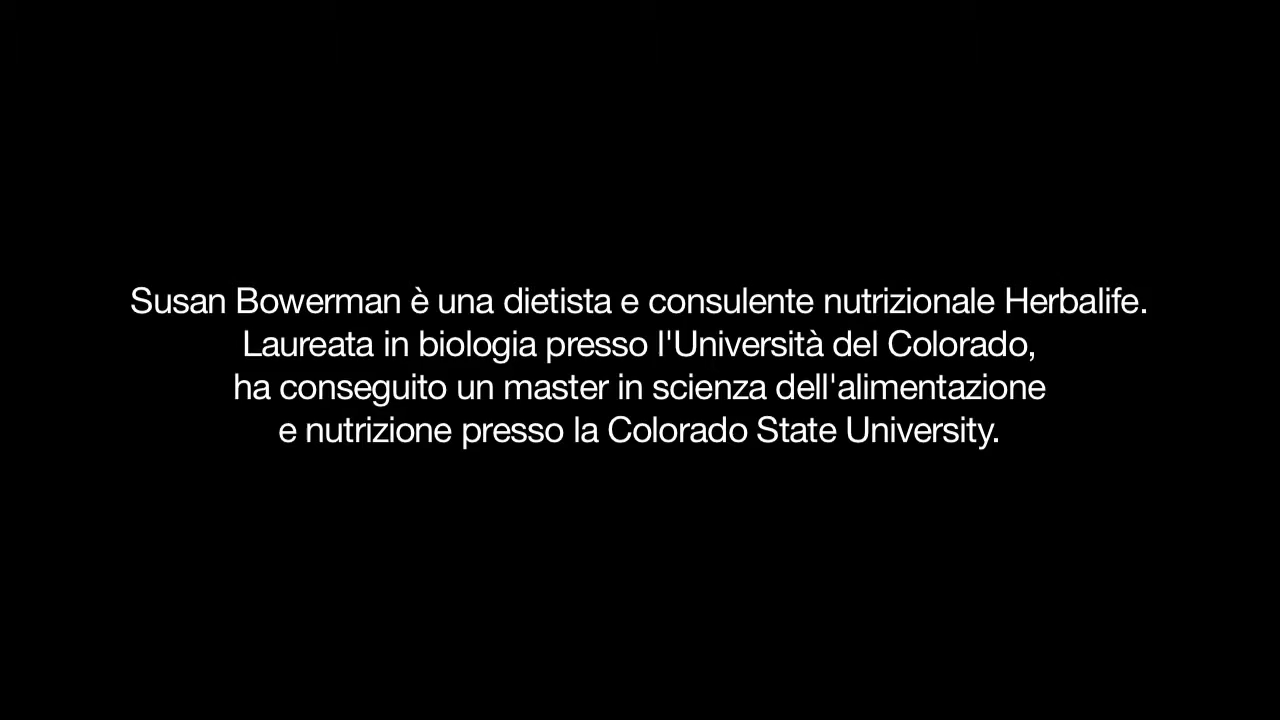 Susan Bowerman è una dietista e consulente nutrizionale Herbalife.
Laureata in biologia presso l'Università del Colorado,
ha conseguito un master in scienza dell'alimentazione
e nutrizione presso la Colorado State University.